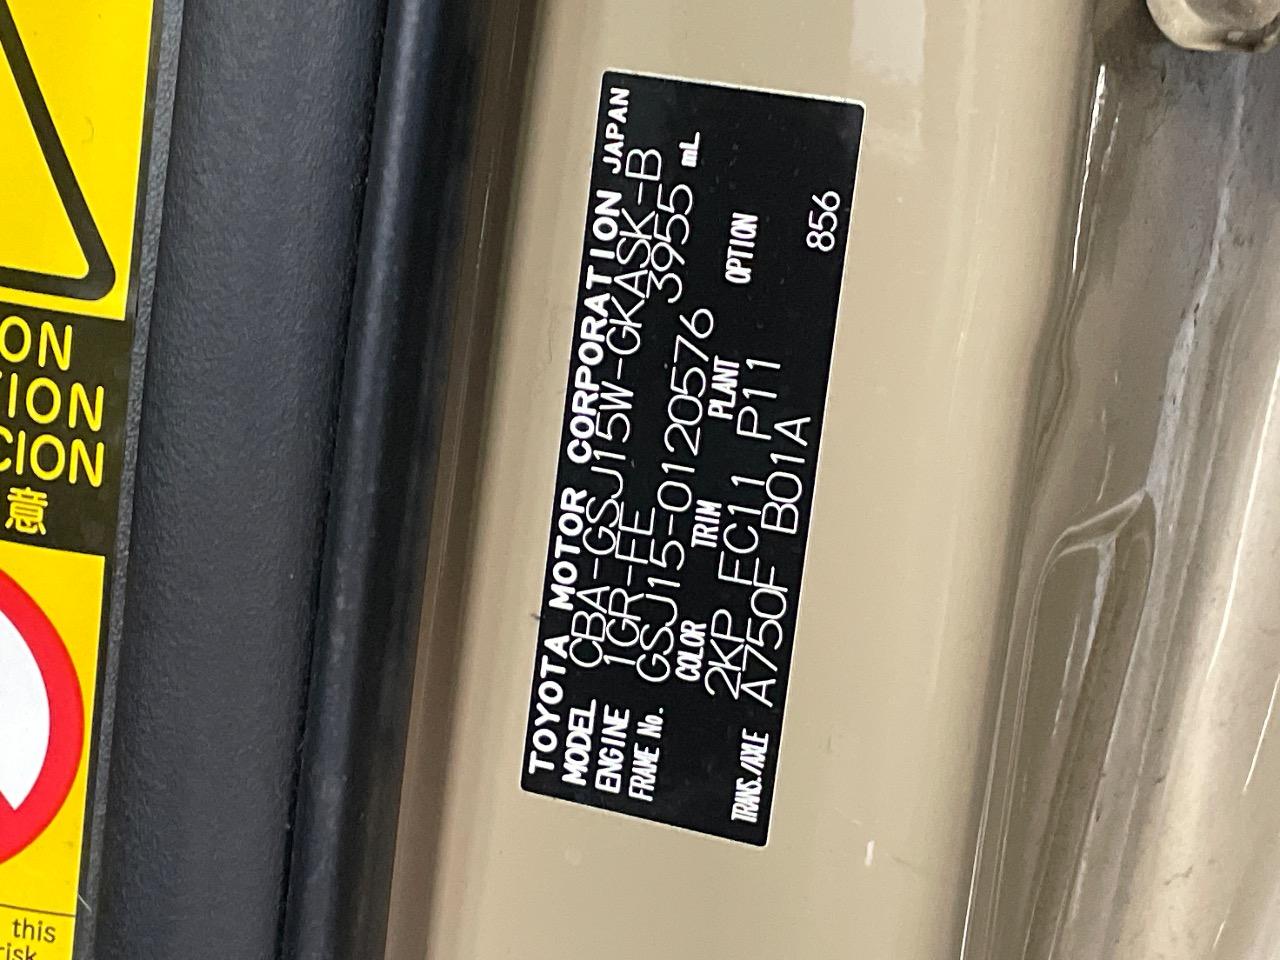 TOYOTA MOTOR CORPORATION JAPAN
MODEL CBA-GSJ15W-GKASK-B
ENGINE 1GR-FE 3955 mL
FRAME No. GSJ15-0120576
COLOR TRIM PLANT OPTION
2KP FC11 P11
TRANS./AXLE A750F B01A 856
ON
ION
CION
意
this
risk